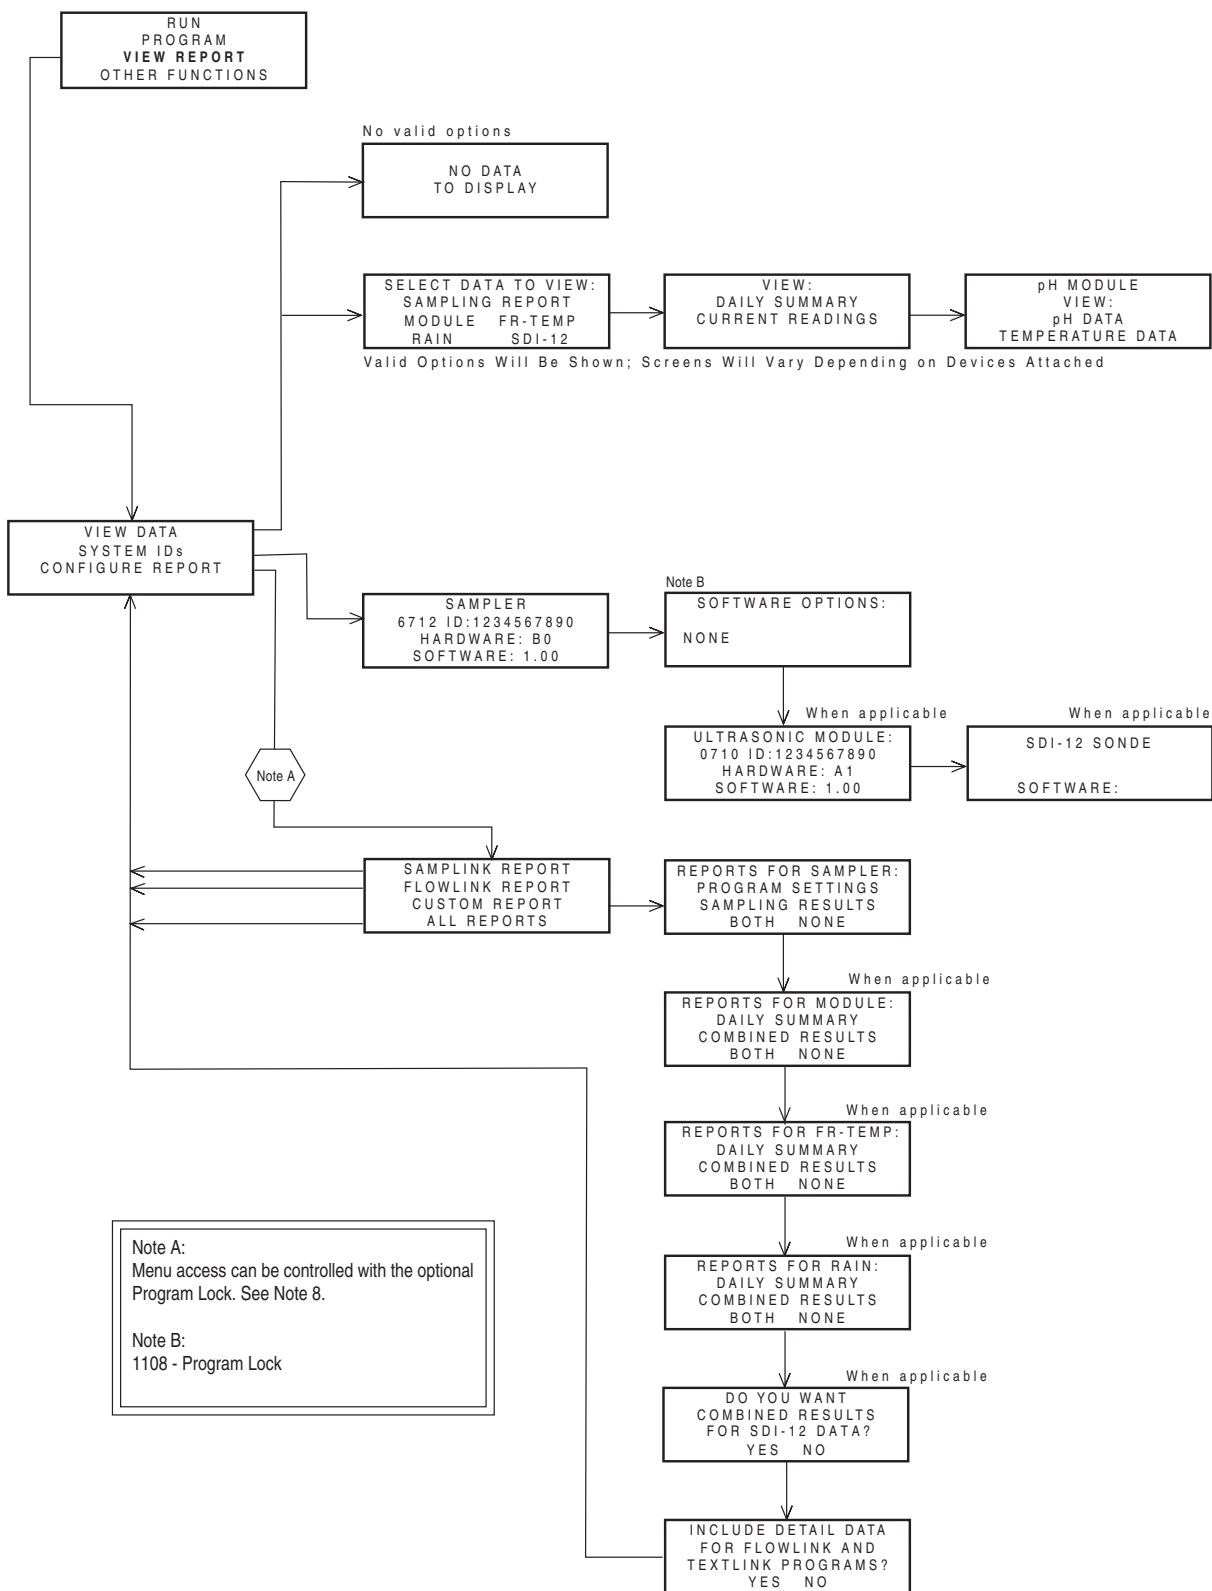 RUN
PROGRAM
VIEW REPORT
OTHER FUNCTIONS
No valid options
NO DATA
TO DISPLAY
SELECT DATA TO VIEW:
SAMPLING REPORT
MODULE FR-TEMP
RAIN SDI-12
VIEW:
DAILY SUMMARY
CURRENT READINGS
pH MODULE
VIEW:
pH DATA
TEMPERATURE DATA
Valid Options Will Be Shown; Screens Will Vary Depending on Devices Attached
VIEW DATA
SYSTEM IDs
CONFIGURE REPORT
SAMPLER
6712 ID:1234567890
HARDWARE: B0
SOFTWARE: 1.00
Note B
SOFTWARE OPTIONS:
NONE
When applicable
ULTRASONIC MODULE:
0710 ID:1234567890
HARDWARE: A1
SOFTWARE: 1.00
When applicable
SDI-12 SONDE
SOFTWARE:
Note A
SAMPLINK REPORT
FLOWLINK REPORT
CUSTOM REPORT
ALL REPORTS
REPORTS FOR SAMPLER:
PROGRAM SETTINGS
SAMPLING RESULTS
BOTH NONE
When applicable
REPORTS FOR MODULE:
DAILY SUMMARY
COMBINED RESULTS
BOTH NONE
When applicable
REPORTS FOR FR-TEMP:
DAILY SUMMARY
COMBINED RESULTS
BOTH NONE
When applicable
REPORTS FOR RAIN:
DAILY SUMMARY
COMBINED RESULTS
BOTH NONE
When applicable
DO YOU WANT
COMBINED RESULTS
FOR SDI-12 DATA?
YES NO
INCLUDE DETAIL DATA
FOR FLOWLINK AND
TEXTLINK PROGRAMS?
YES NO
Note A:
Menu access can be controlled with the optional
Program Lock. See Note 8.
Note B:
1108 - Program Lock